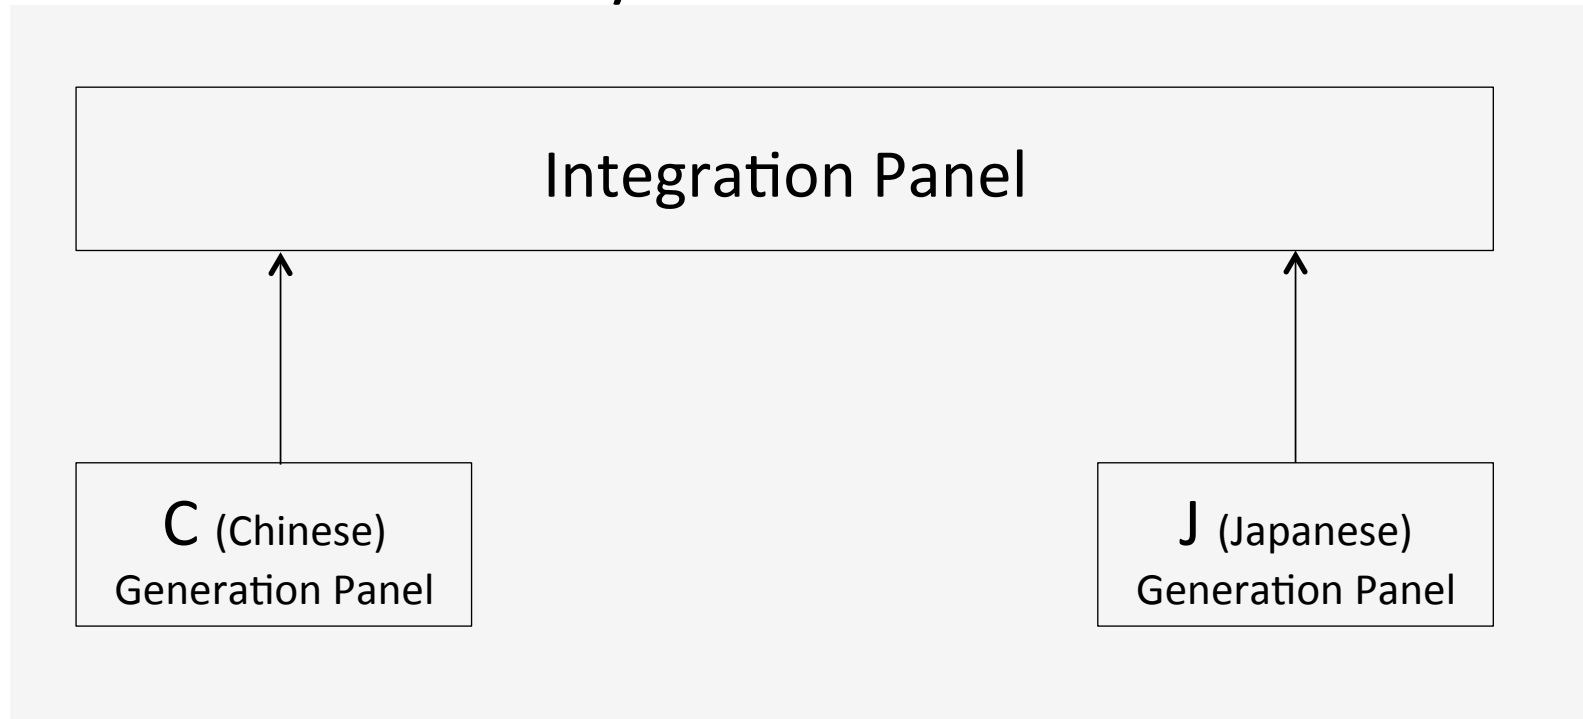 Integration Panel
C (Chinese)
Generation Panel
J (Japanese)
Generation Panel